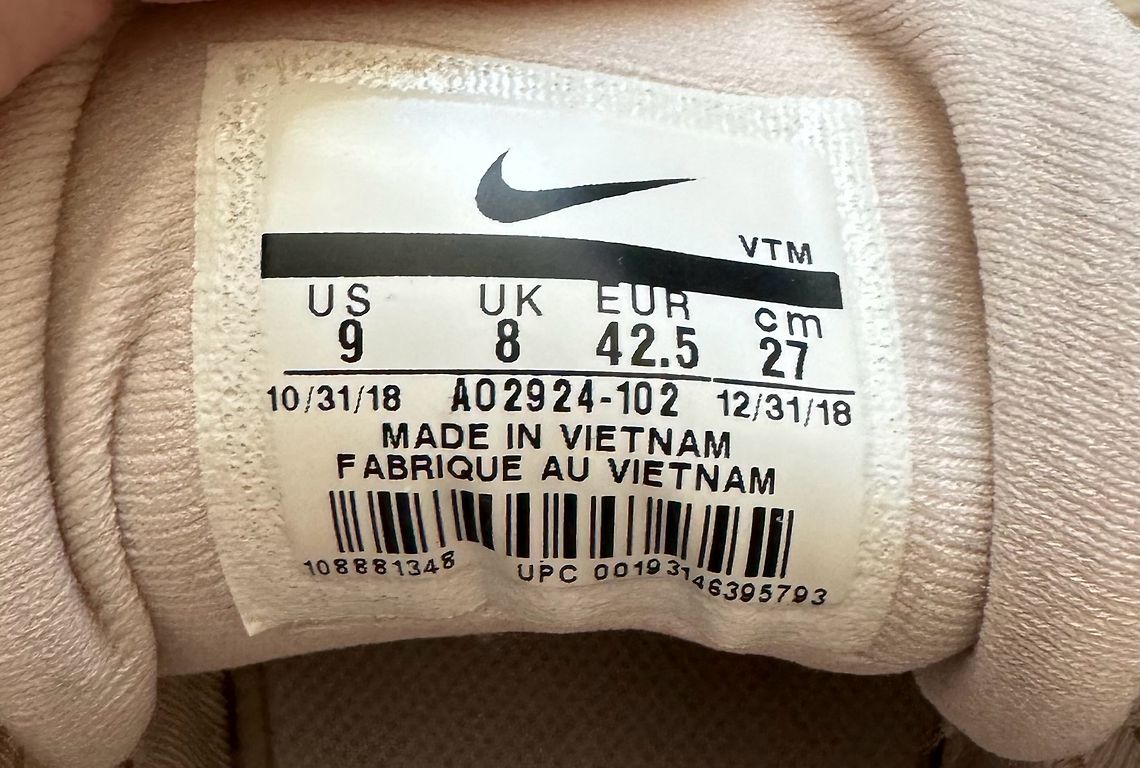 VTM
US UK EUR cm
9 8 42.5 27
10/31/18 AO2924-102 12/31/18
MADE IN VIETNAM
FABRIQUE AU VIETNAM
108881348 UPC 00193146395793